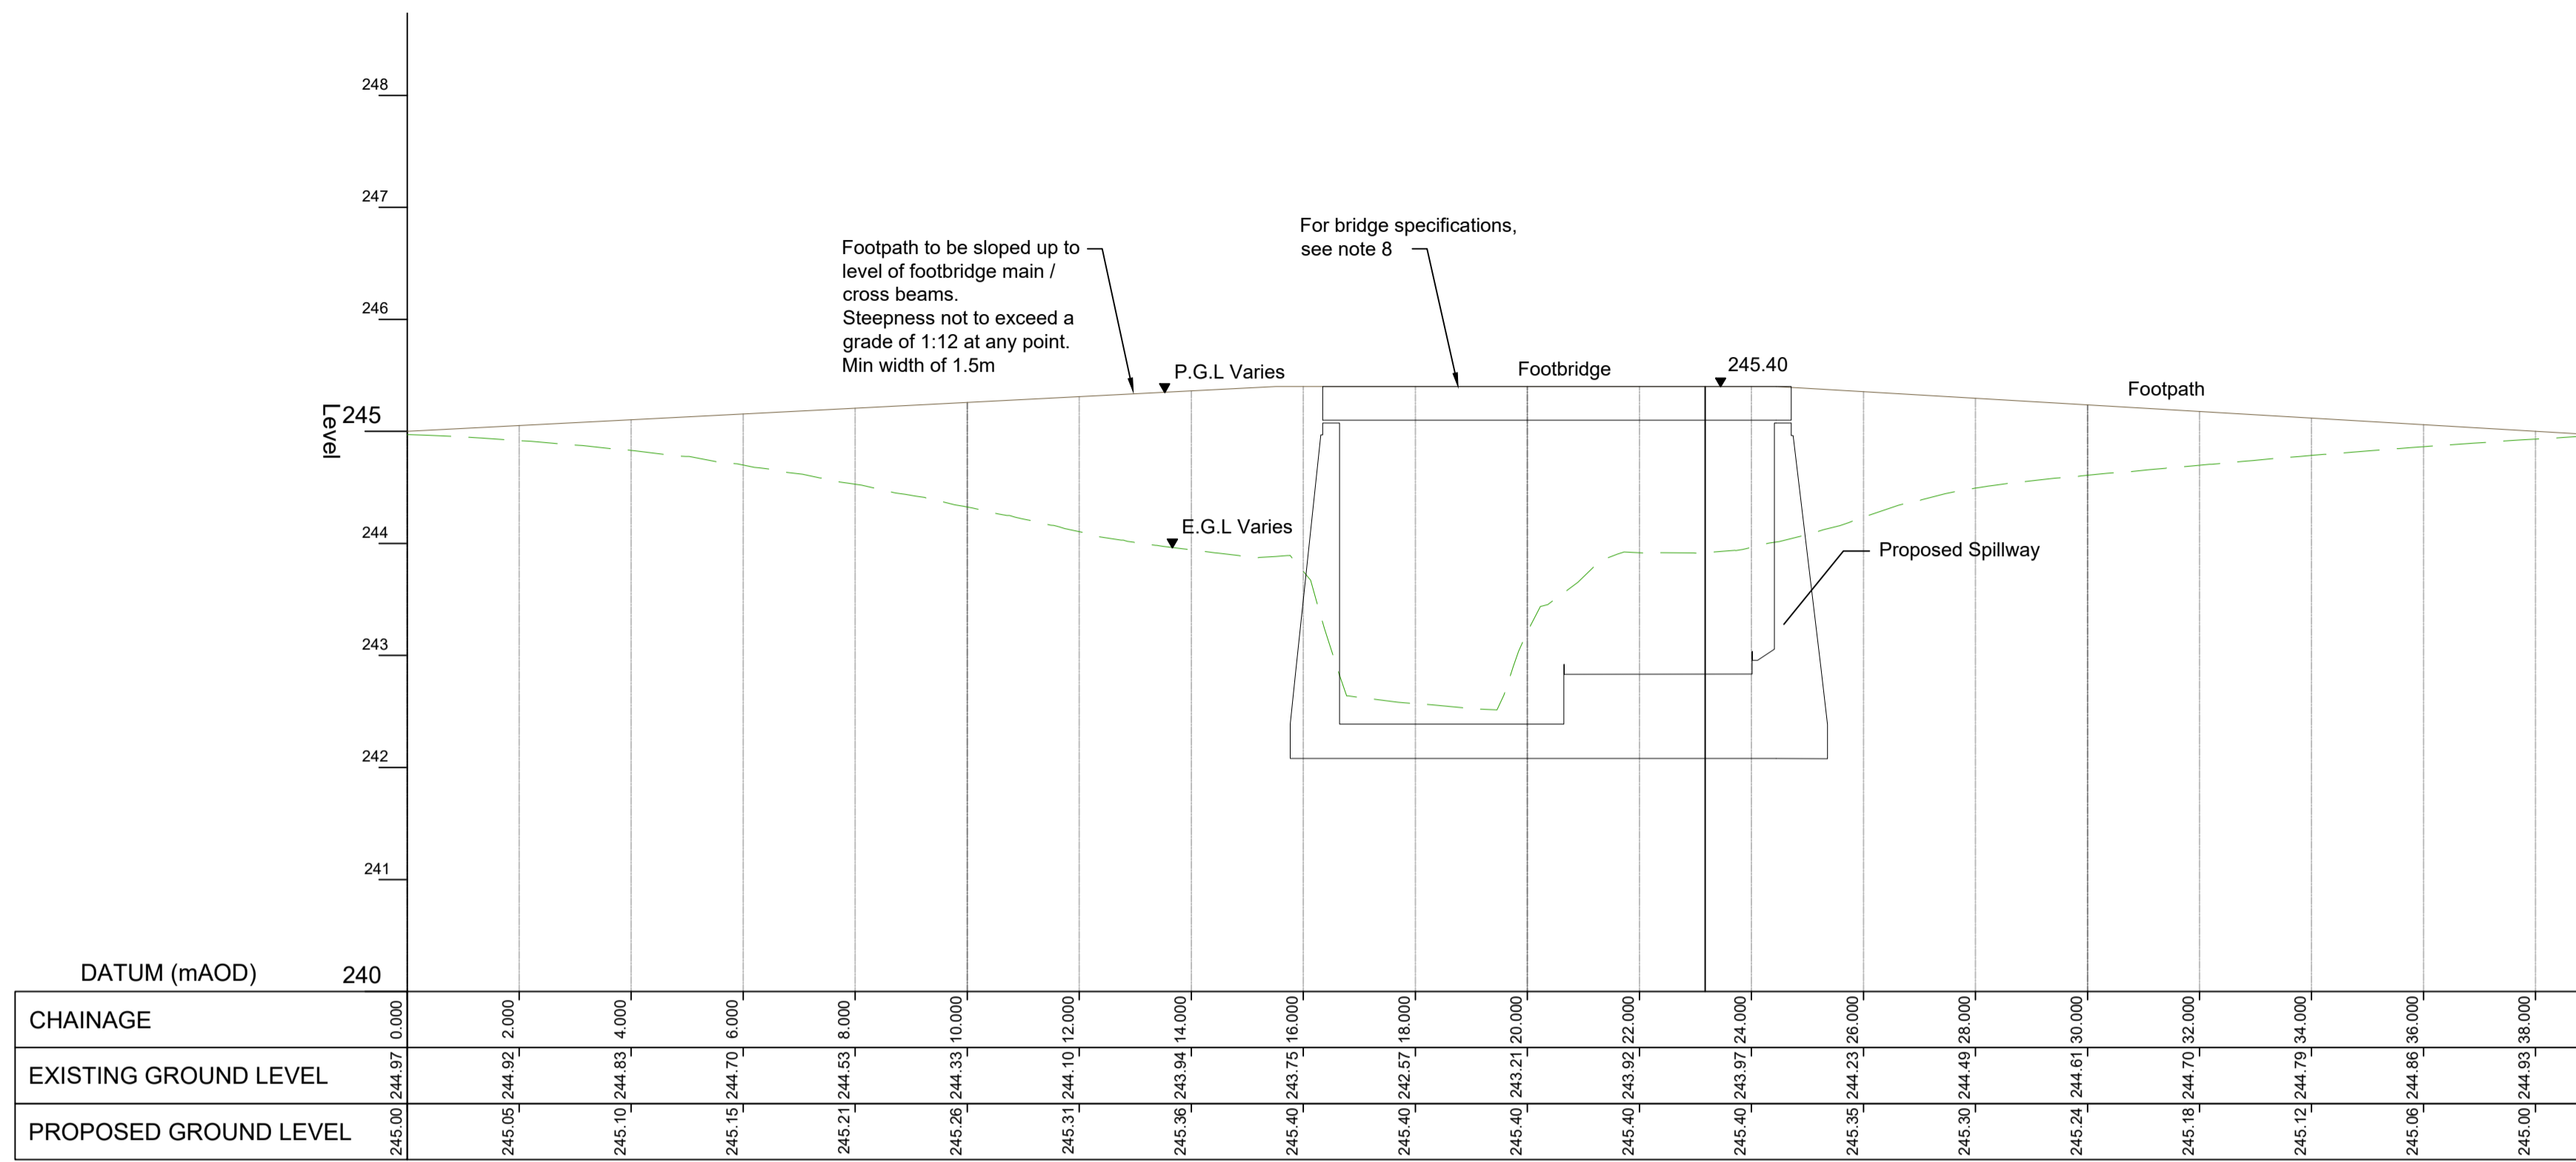 248
247
246
Level
245
244
243
242
241
DATUM (mAOD) 240
Footpath to be sloped up to
level of footbridge main /
cross beams.
Steepness not to exceed a
grade of 1:12 at any point.
Min width of 1.5m
For bridge specifications,
see note 8
P.G.L Varies
Footbridge
245.40
Footpath
E.G.L Varies
Proposed Spillway
CHAINAGE 0.000 2.000 4.000 6.000 8.000 10.000 12.000 14.000 16.000 18.000 20.000 22.000 24.000 26.000 28.000 30.000 32.000 34.000 36.000 38.000
EXISTING GROUND LEVEL 244.97 244.92 244.83 244.70 244.53 244.33 244.10 243.94 243.75 242.57 243.21 243.92 243.97 244.23 244.49 244.61 244.70 244.79 244.86 244.93
PROPOSED GROUND LEVEL 245.00 245.05 245.10 245.15 245.21 245.26 245.31 245.36 245.40 245.40 245.40 245.40 245.40 245.35 245.30 245.24 245.18 245.12 245.06 245.00